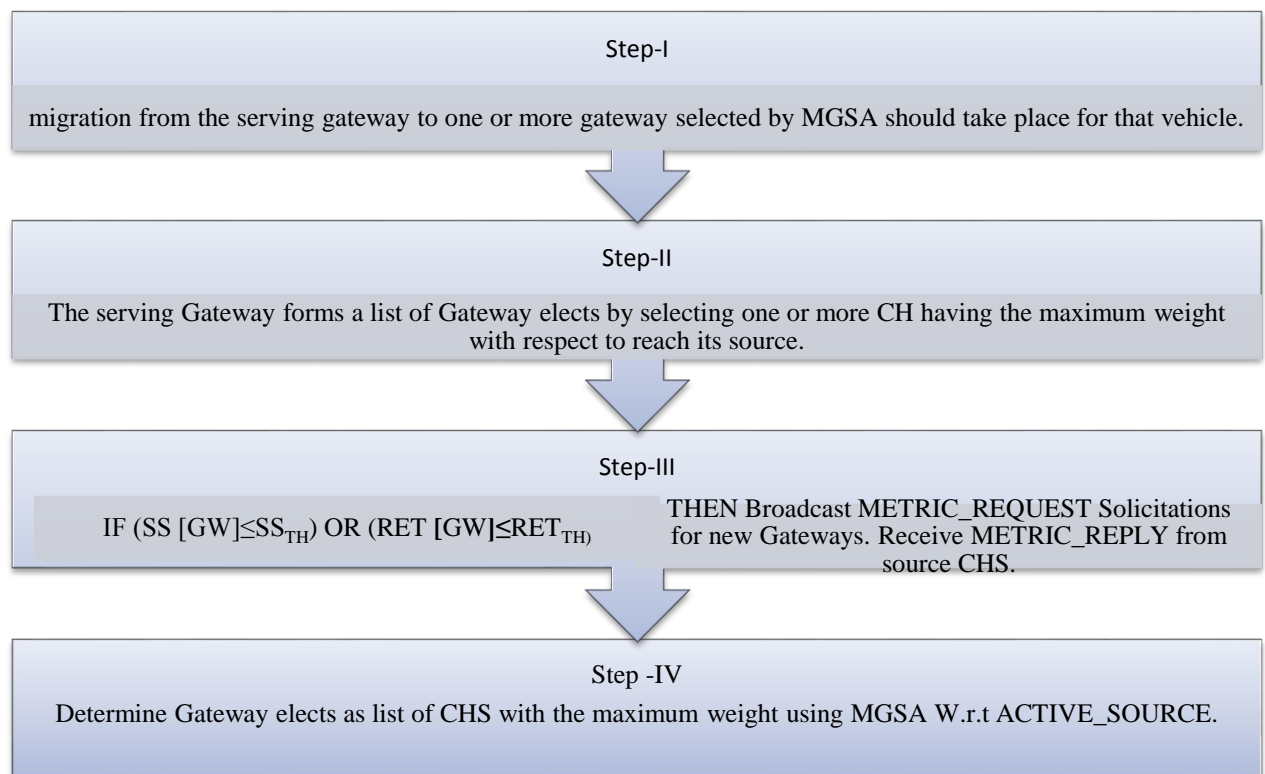 Step-I
migration from the serving gateway to one or more gateway selected by MGSA should take place for that vehicle.
Step-II
The serving Gateway forms a list of Gateway elects by selecting one or more CH having the maximum weight
with respect to reach its source.
Step-III
IF (SS [GW]≤SS_TH) OR (RET [GW]≤RET_TH)
THEN Broadcast METRIC_REQUEST Solicitations
for new Gateways. Receive METRIC_REPLY from
source CHS.
Step -IV
Determine Gateway elects as list of CHS with the maximum weight using MGSA W.r.t ACTIVE_SOURCE.